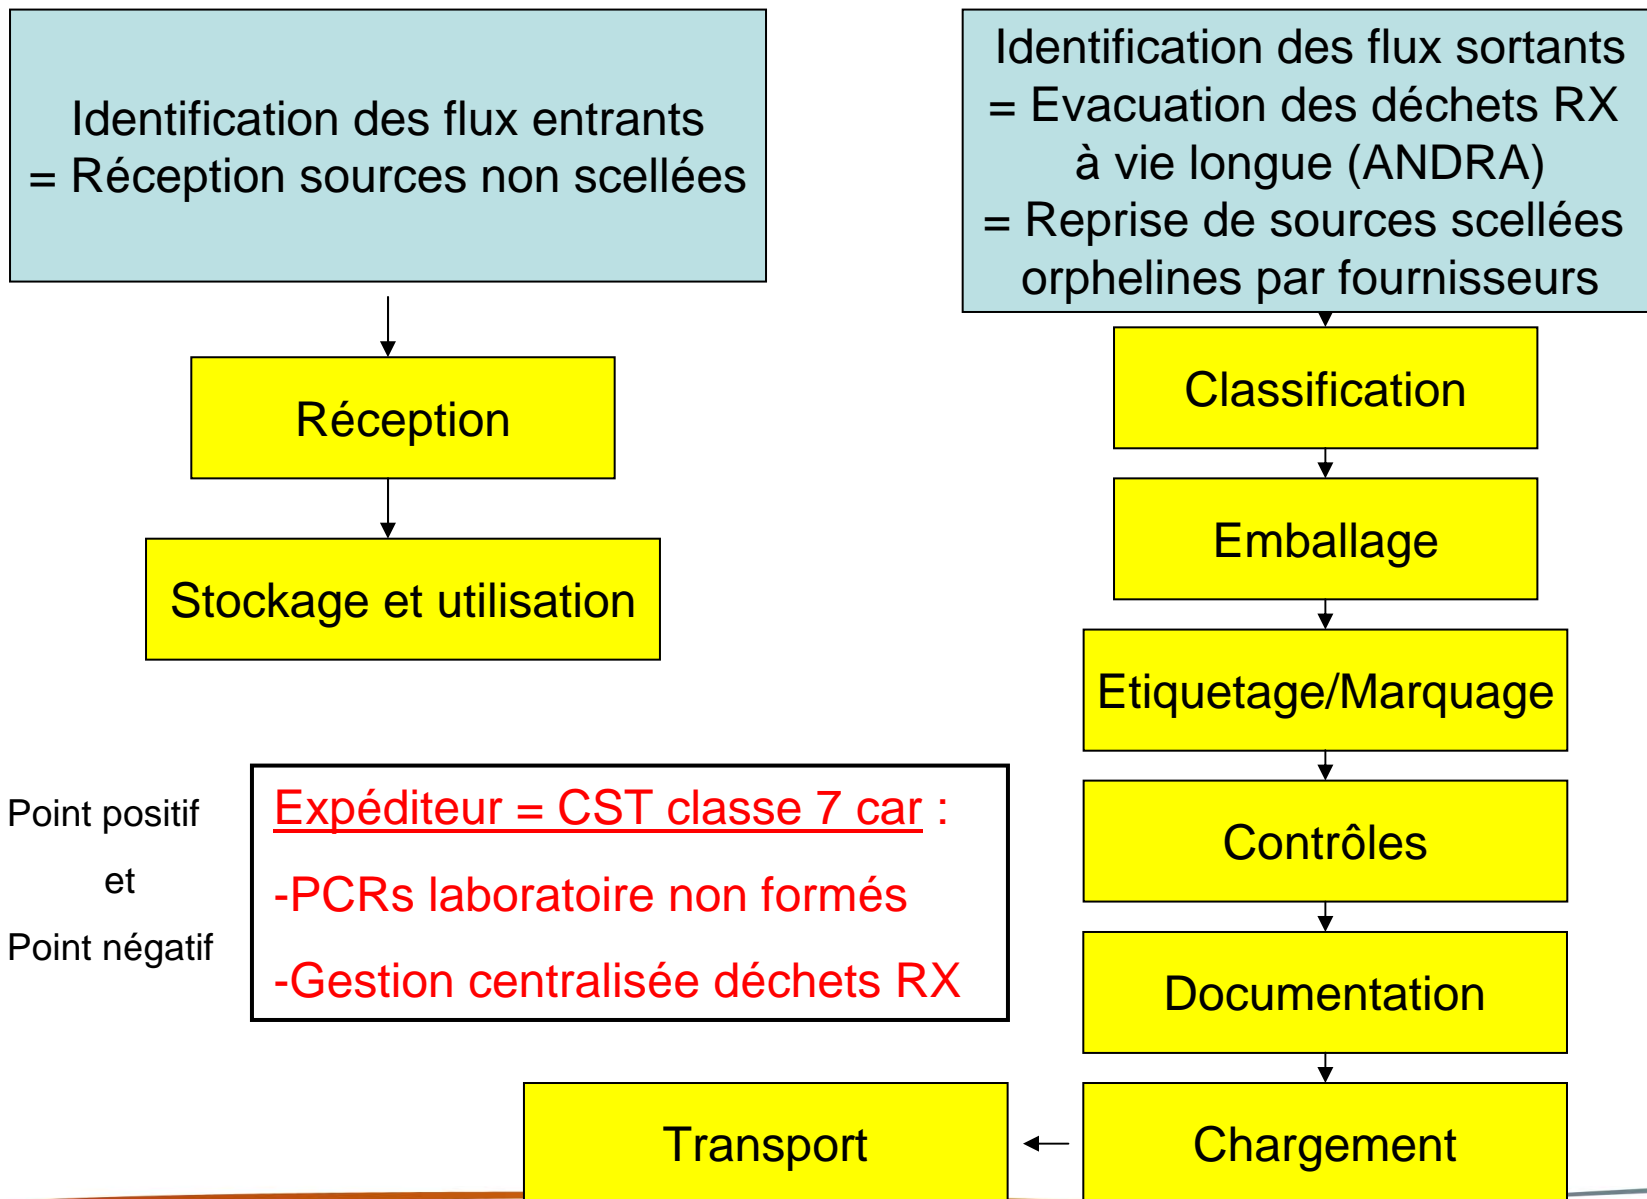 Identification des flux entrants
= Réception sources non scellées
Réception
Stockage et utilisation
Identification des flux sortants
= Evacuation des déchets RX
à vie longue (ANDRA)
= Reprise de sources scellées
orphelines par fournisseurs
Classification
Emballage
Etiquetage/Marquage
Contrôles
Documentation
Chargement
Transport
Point positif
et
Point négatif
Expéditeur = CST classe 7 car :
-PCRs laboratoire non formés
-Gestion centralisée déchets RX